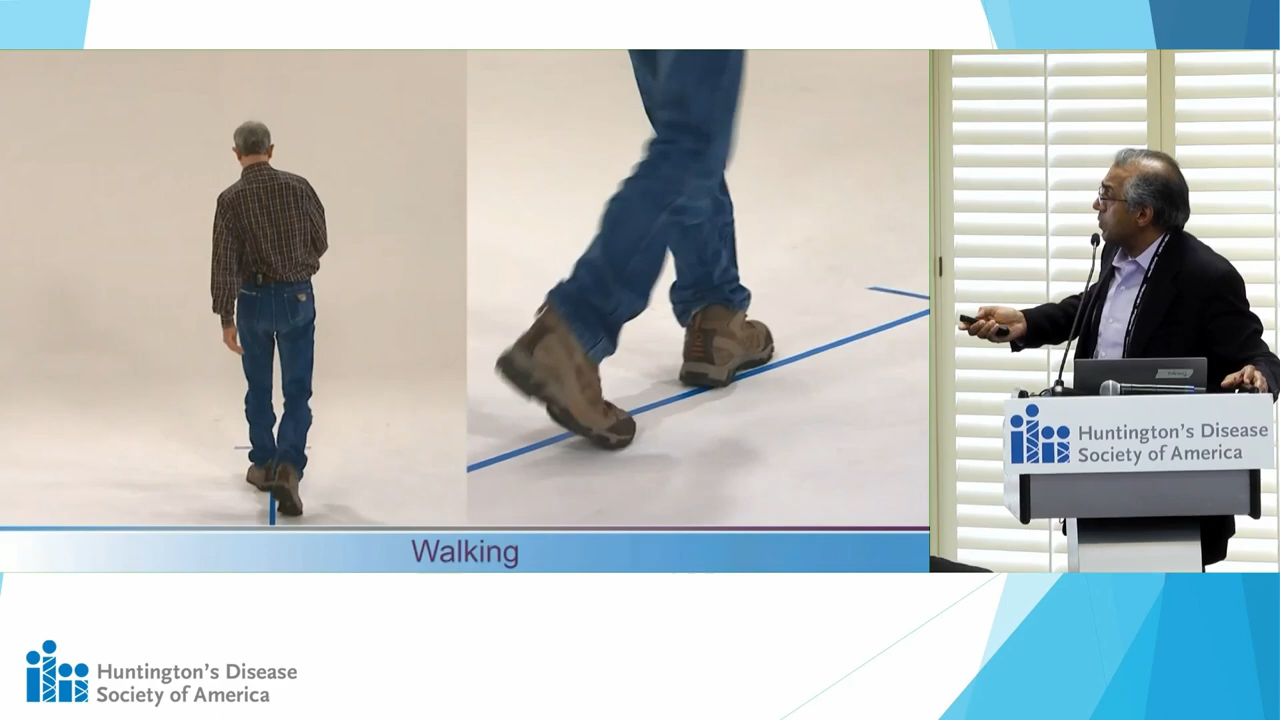 Walking
Huntington's Disease
Society of America
Huntington's Disease
Society of America